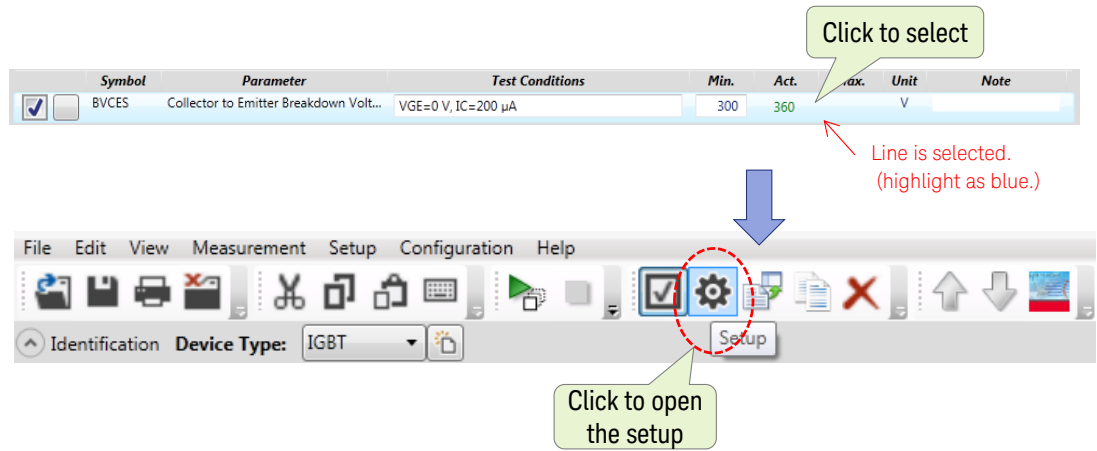 Click to select
Symbol Parameter Test Conditions Min. Act. Max. Unit Note
BVCES Collector to Emitter Breakdown Volt... VGE=0 V, IC=200 µA 300 360 V
Line is selected.
(highlight as blue.)
File Edit View Measurement Setup Configuration Help
Identification Device Type: IGBT
Setup
Click to open
the setup